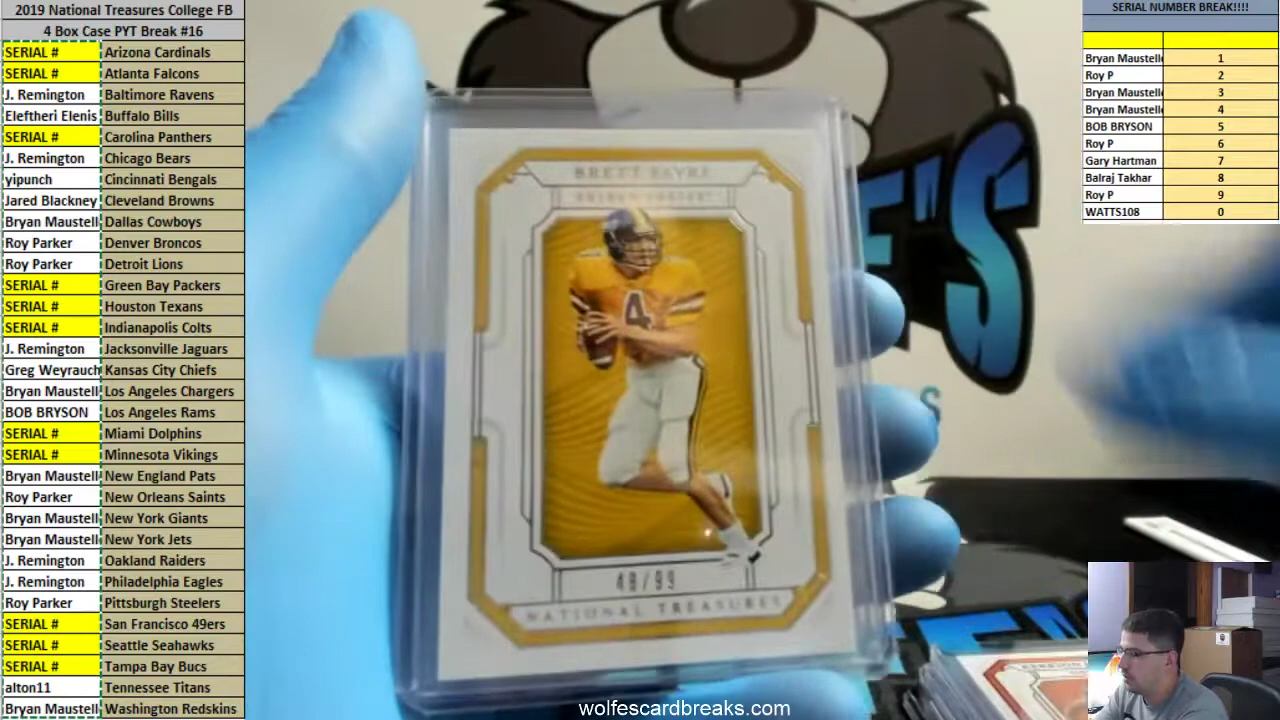 2019 National Treasures College FB
4 Box Case PYT Break #16
SERIAL # Arizona Cardinals
SERIAL # Atlanta Falcons
J. Remington Baltimore Ravens
Eleftheri Elenis Buffalo Bills
SERIAL # Carolina Panthers
J. Remington Chicago Bears
yipunch Cincinnati Bengals
Jared Blackney Cleveland Browns
Bryan Maustell Dallas Cowboys
Roy Parker Denver Broncos
Roy Parker Detroit Lions
SERIAL # Green Bay Packers
SERIAL # Houston Texans
SERIAL # Indianapolis Colts
J. Remington Jacksonville Jaguars
Greg Weyrauch Kansas City Chiefs
Bryan Maustell Los Angeles Chargers
BOB BRYSON Los Angeles Rams
SERIAL # Miami Dolphins
SERIAL # Minnesota Vikings
Bryan Maustell New England Pats
Roy Parker New Orleans Saints
Bryan Maustell New York Giants
Bryan Maustell New York Jets
J. Remington Oakland Raiders
J. Remington Philadelphia Eagles
Roy Parker Pittsburgh Steelers
SERIAL # San Francisco 49ers
SERIAL # Seattle Seahawks
SERIAL # Tampa Bay Bucs
alton11 Tennessee Titans
Bryan Maustell Washington Redskins
BRETT FAVRE
4
48/99
NATIONAL TREASURES
E'S
SERIAL NUMBER BREAK!!!!
Bryan Maustelle 1
Roy P 2
Bryan Maustelle 3
Bryan Maustelle 4
BOB BRYSON 5
Roy P 6
Gary Hartman 7
Balraj Takhar 8
Roy P 9
WATTS108 0
wolfescardbreaks.com